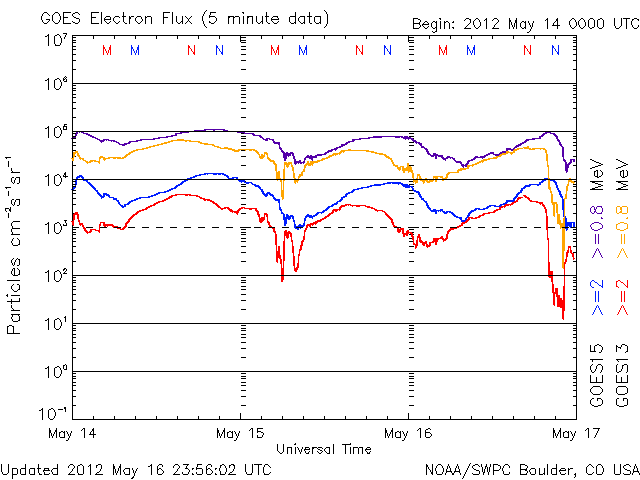 GOES Electron Flux (5 minute data)
Begin: 2012 May 14 0000 UTC
10⁷
M M N N M M N N M M N N
10⁶
10⁵
10⁴
10³
10²
10¹
10⁰
10⁻¹
Particles cm⁻²s⁻¹sr⁻¹
May 14 May 15 May 16 May 17
Universal Time
GOES15 >=2 >=0.8 MeV
GOES13 >=2 >=0.8 MeV
Updated 2012 May 16 23:56:02 UTC
NOAA/SWPC Boulder, CO USA